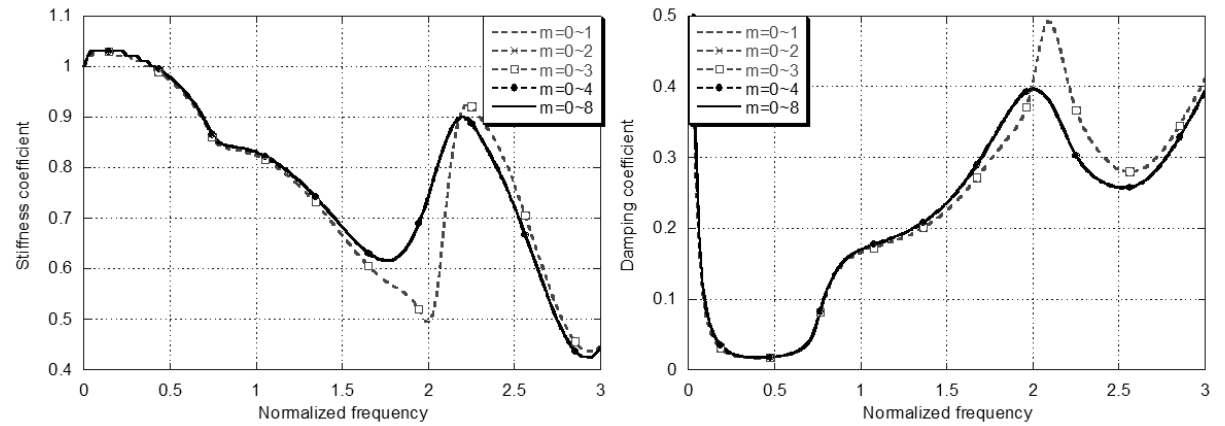 1.1
1
0.9
0.8
0.7
0.6
0.5
0.4
Stiffness coefficient
0 0.5 1 1.5 2 2.5 3
Normalized frequency
m=0~1
m=0~2
m=0~3
m=0~4
m=0~8
0.5
0.4
0.3
0.2
0.1
0
Damping coefficient
0 0.5 1 1.5 2 2.5 3
Normalized frequency
m=0~1
m=0~2
m=0~3
m=0~4
m=0~8